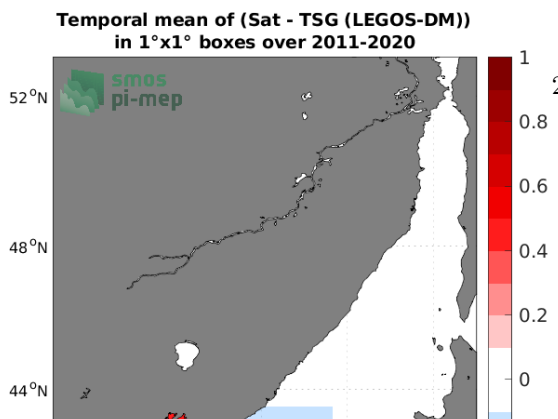 Temporal mean of (Sat - TSG (LEGOS-DM))
in 1°x1° boxes over 2011-2020
smos
pi-mep
52°N
48°N
44°N
1
0.8
0.6
0.4
0.2
0
2